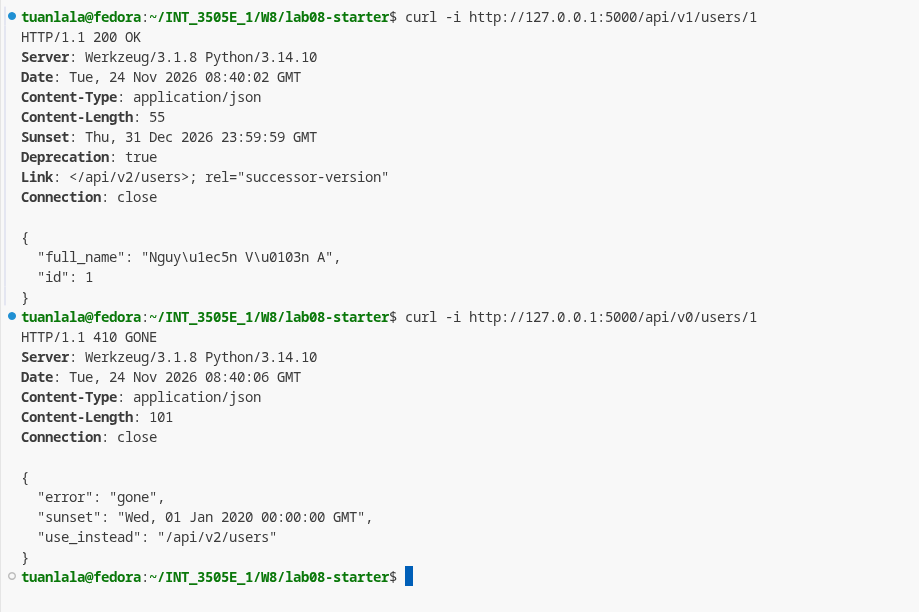 tuanlala@fedora:~/INT_3505E_1/W8/lab08-starter$ curl -i http://127.0.0.1:5000/api/v1/users/1
HTTP/1.1 200 OK
Server: Werkzeug/3.1.8 Python/3.14.10
Date: Tue, 24 Nov 2026 08:40:02 GMT
Content-Type: application/json
Content-Length: 55
Sunset: Thu, 31 Dec 2026 23:59:59 GMT
Deprecation: true
Link: </api/v2/users>; rel="successor-version"
Connection: close

{
  "full_name": "Nguy\u1ec5n V\u0103n A",
  "id": 1
}
tuanlala@fedora:~/INT_3505E_1/W8/lab08-starter$ curl -i http://127.0.0.1:5000/api/v0/users/1
HTTP/1.1 410 GONE
Server: Werkzeug/3.1.8 Python/3.14.10
Date: Tue, 24 Nov 2026 08:40:06 GMT
Content-Type: application/json
Content-Length: 101
Connection: close

{
  "error": "gone",
  "sunset": "Wed, 01 Jan 2020 00:00:00 GMT",
  "use_instead": "/api/v2/users"
}
tuanlala@fedora:~/INT_3505E_1/W8/lab08-starter$